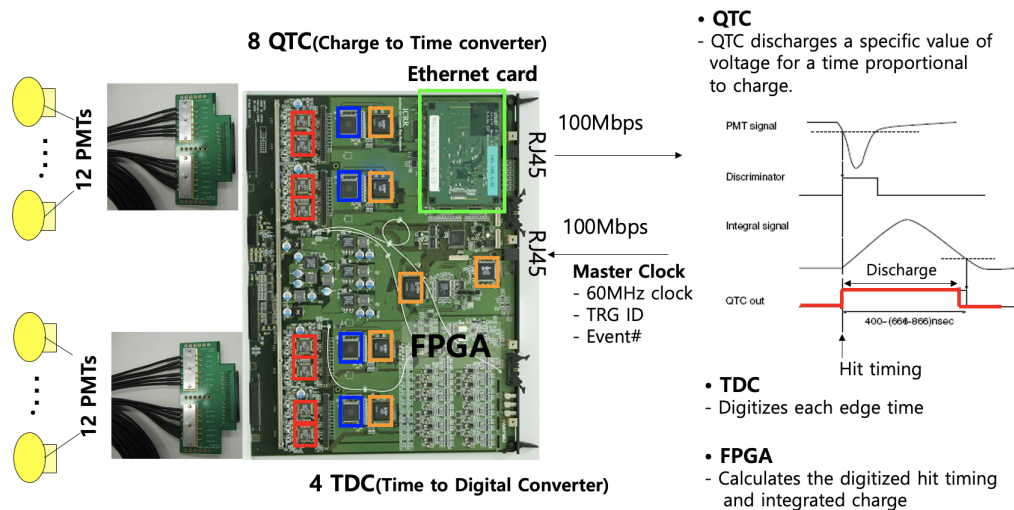 8 QTC(Charge to Time converter)
Ethernet card
12 PMTs
12 PMTs
RJ45
RJ45
100Mbps
100Mbps
Master Clock
- 60MHz clock
- TRG ID
- Event#
FPGA
4 TDC(Time to Digital Converter)
• QTC
- QTC discharges a specific value of
voltage for a time proportional
to charge.
PMT signal
Discriminator
Integral signal
Discharge
QTC out
Hit timing
• TDC
- Digitizes each edge time
• FPGA
- Calculates the digitized hit timing
and integrated charge